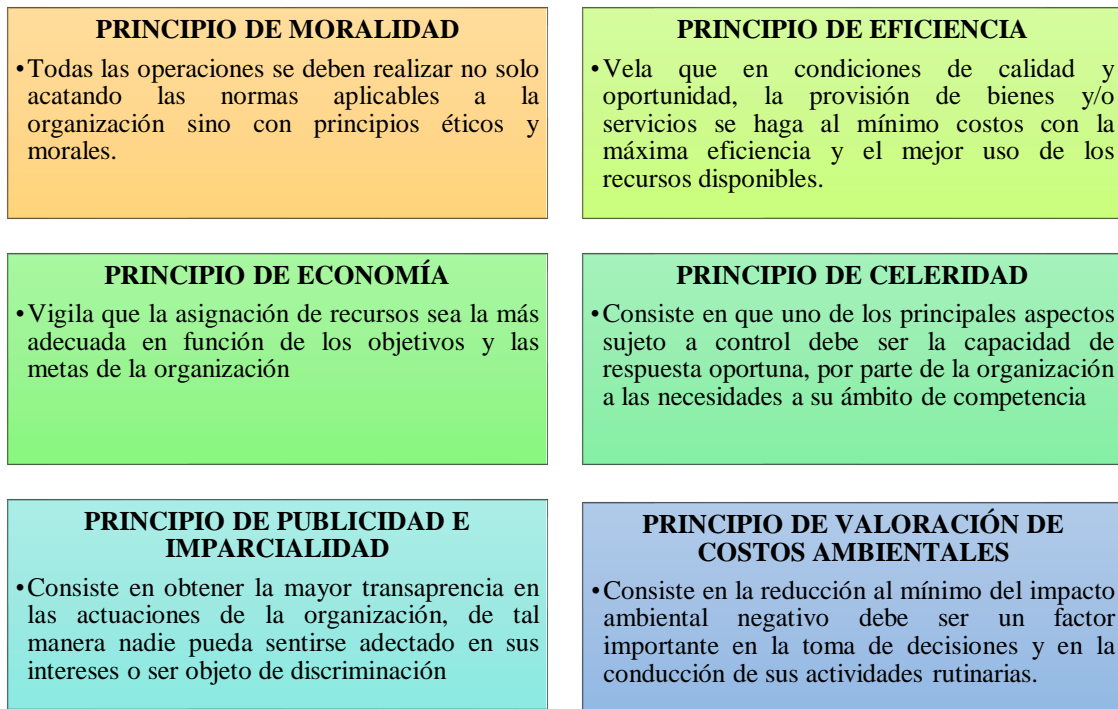 PRINCIPIO DE MORALIDAD
•Todas las operaciones se deben realizar no solo
acatando las normas aplicables a la
organización sino con principios éticos y
morales.
PRINCIPIO DE EFICIENCIA
•Vela que en condiciones de calidad y
oportunidad, la provisión de bienes y/o
servicios se haga al mínimo costos con la
máxima eficiencia y el mejor uso de los
recursos disponibles.
PRINCIPIO DE ECONOMÍA
•Vigila que la asignación de recursos sea la más
adecuada en función de los objetivos y las
metas de la organización
PRINCIPIO DE CELERIDAD
•Consiste en que uno de los principales aspectos
sujeto a control debe ser la capacidad de
respuesta oportuna, por parte de la organización
a las necesidades a su ámbito de competencia
PRINCIPIO DE PUBLICIDAD E
IMPARCIALIDAD
•Consiste en obtener la mayor transaprencia en
las actuaciones de la organización, de tal
manera nadie pueda sentirse adectado en sus
intereses o ser objeto de discriminación
PRINCIPIO DE VALORACIÓN DE
COSTOS AMBIENTALES
•Consiste en la reducción al mínimo del impacto
ambiental negativo debe ser un factor
importante en la toma de decisiones y en la
conducción de sus actividades rutinarias.